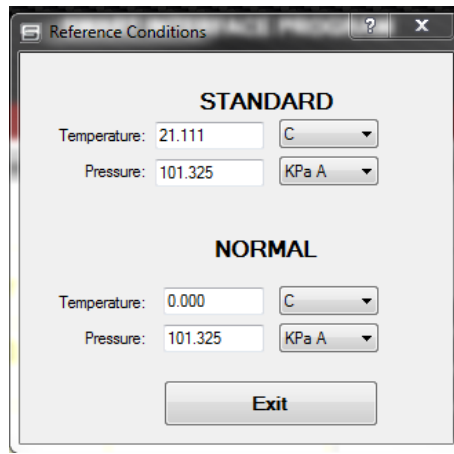 Reference Conditions ? X
STANDARD
Temperature: 21.111 C
Pressure: 101.325 KPa A
NORMAL
Temperature: 0.000 C
Pressure: 101.325 KPa A
Exit